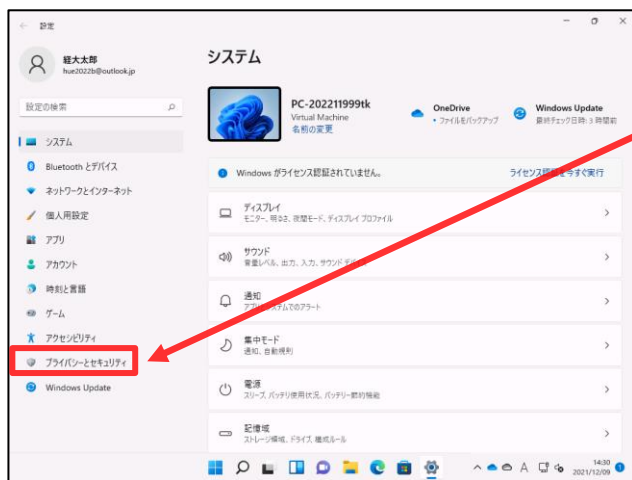 設定
経大太郎
hue2022b@outlook.jp
設定の検索
システム
Bluetooth とデバイス
ネットワークとインターネット
個人用設定
アプリ
アカウント
時刻と言語
ゲーム
アクセシビリティ
プライバシーとセキュリティ
Windows Update
システム
PC-202211999tk
Virtual Machine
名前の変更
OneDrive
• ファイルをバックアップ
Windows Update
最終チェック日時: 3 時間前
Windows がライセンス認証されていません。
ライセンス認証を今すぐ実行
ディスプレイ
モニター、明るさ、夜間モード、ディスプレイ プロファイル
サウンド
音量レベル、出力、入力、サウンド デバイス
通知
アプリとシステムでのアラート
集中モード
通知、自動規則
電源
スリープ、バッテリ使用状況、バッテリー節約機能
記憶域
ストレージ領域、ドライブ、構成ルール
A
14:30
2021/12/09